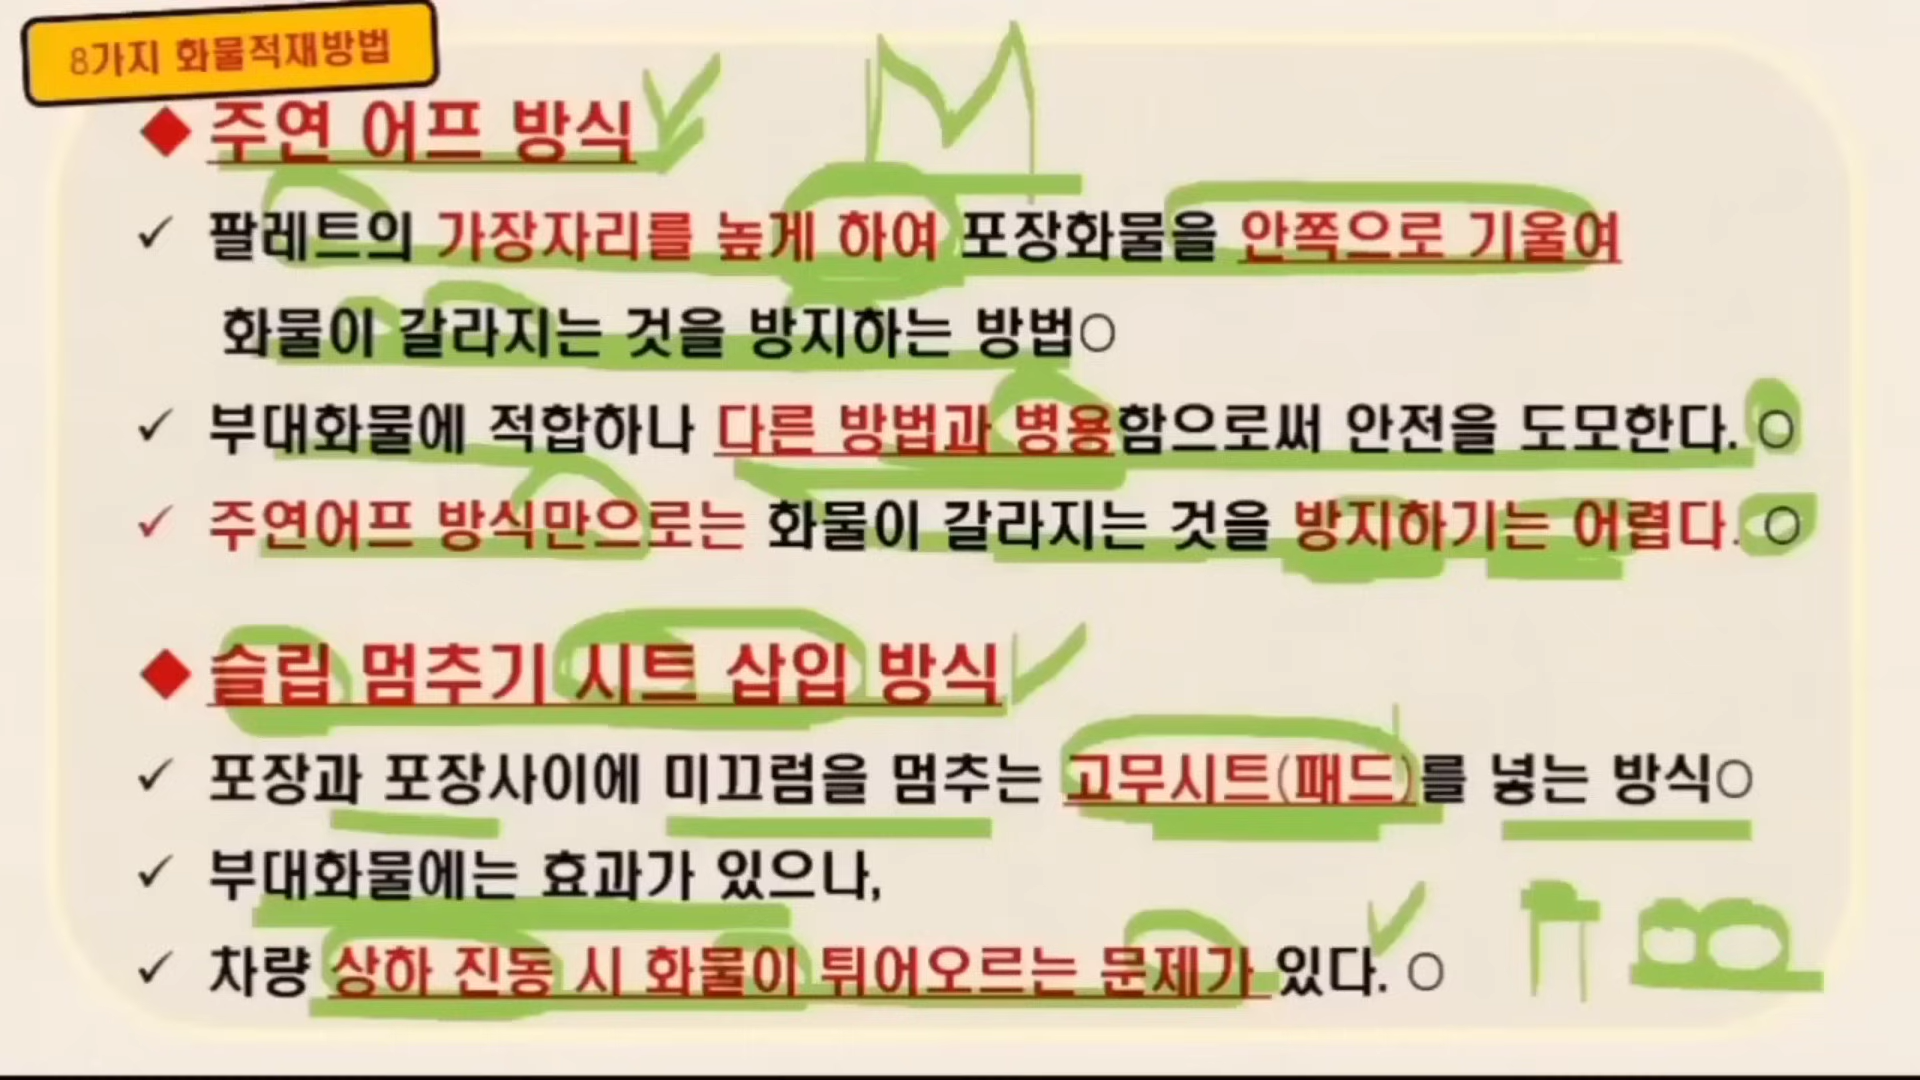 8가지 화물적재방법
◆ 주연 어프 방식
✓ 팔레트의 가장자리를 높게 하여 포장화물을 안쪽으로 기울여
화물이 갈라지는 것을 방지하는 방법○
✓ 부대화물에 적합하나 다른 방법과 병용함으로써 안전을 도모한다. ○
✓ 주연어프 방식만으로는 화물이 갈라지는 것을 방지하기는 어렵다. ○
◆ 슬립 멈추기 시트 삽입 방식
✓ 포장과 포장사이에 미끄럼을 멈추는 고무시트(패드)를 넣는 방식○
✓ 부대화물에는 효과가 있으나,
✓ 차량 상하 진동 시 화물이 튀어오르는 문제가 있다. ○